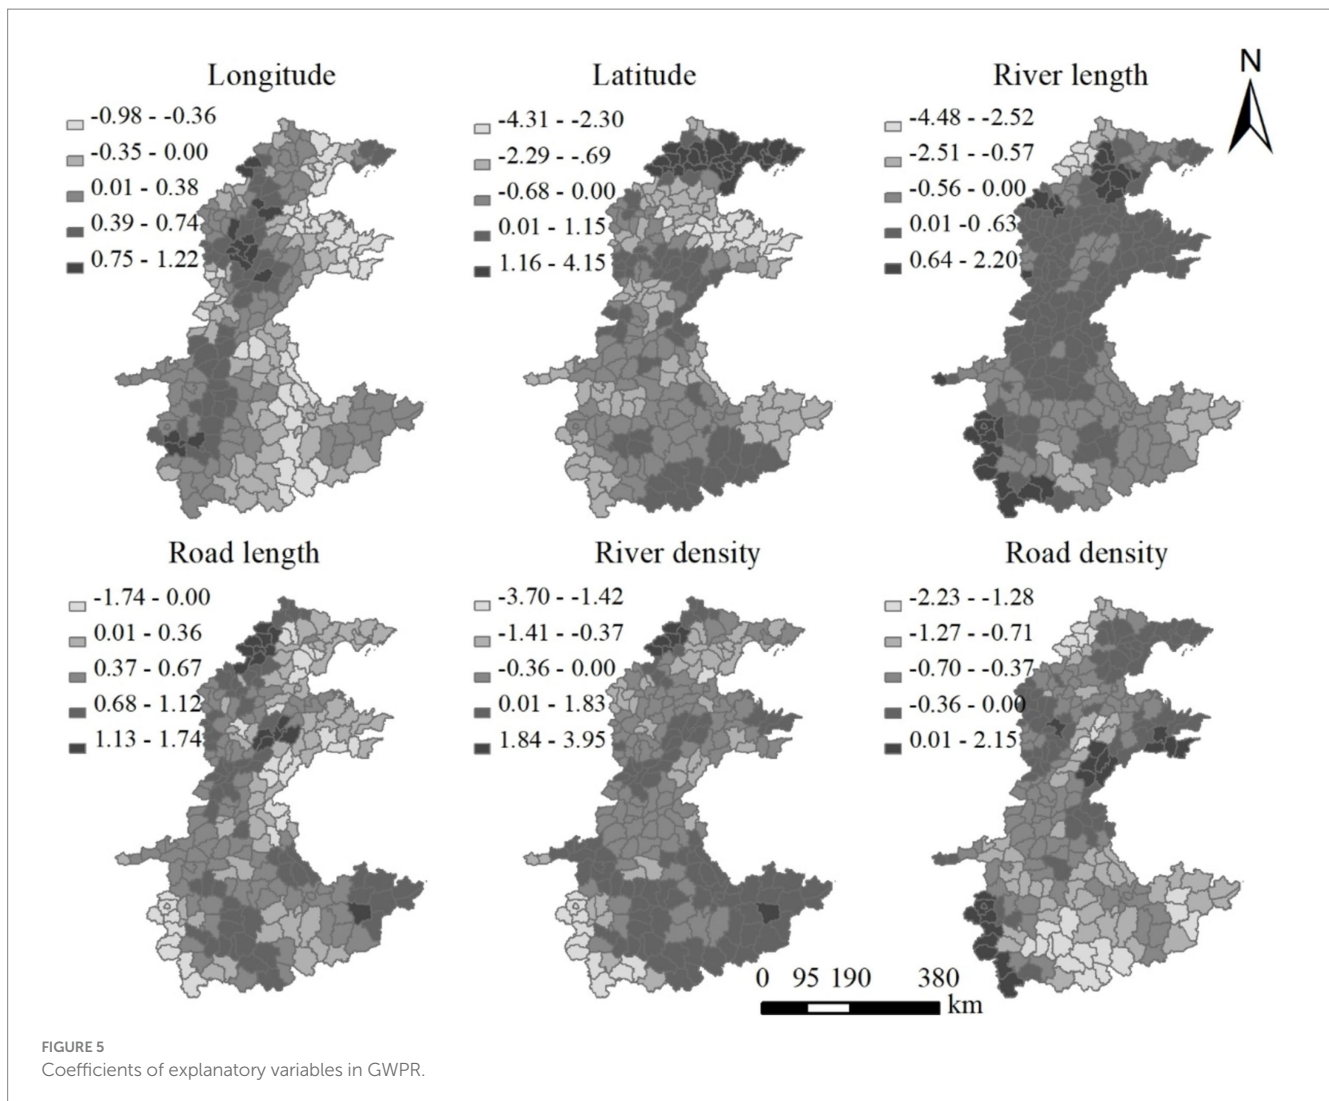 N
Longitude
-0.98 - -0.36
-0.35 - 0.00
0.01 - 0.38
0.39 - 0.74
0.75 - 1.22
Latitude
-4.31 - -2.30
-2.29 - -.69
-0.68 - 0.00
0.01 - 1.15
1.16 - 4.15
River length
-4.48 - -2.52
-2.51 - -0.57
-0.56 - 0.00
0.01 -0 .63
0.64 - 2.20
Road length
-1.74 - 0.00
0.01 - 0.36
0.37 - 0.67
0.68 - 1.12
1.13 - 1.74
River density
-3.70 - -1.42
-1.41 - -0.37
-0.36 - 0.00
0.01 - 1.83
1.84 - 3.95
Road density
-2.23 - -1.28
-1.27 - -0.71
-0.70 - -0.37
-0.36 - 0.00
0.01 - 2.15
0 95 190 380
km
FIGURE 5
Coefficients of explanatory variables in GWPR.